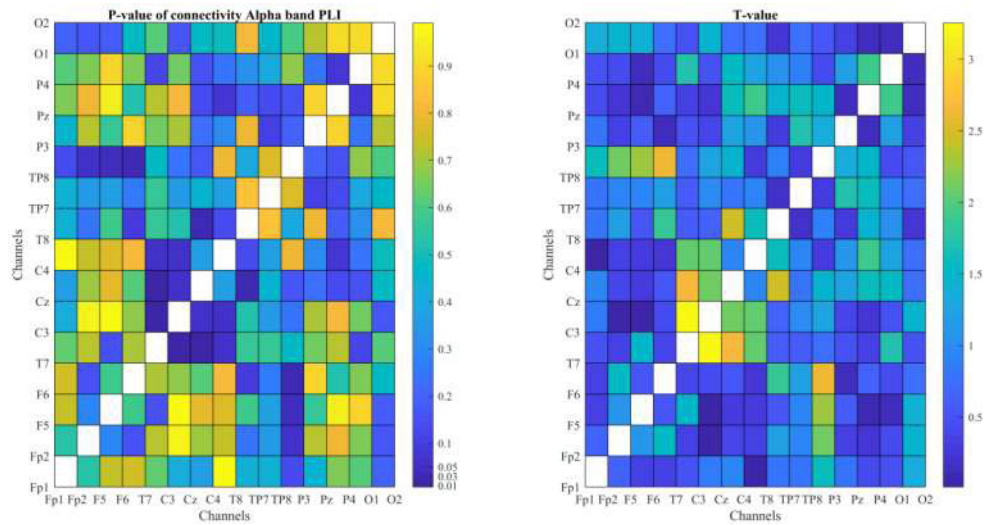 P-value of connectivity Alpha band PLI
O2
O1
P4
Pz
P3
TP8
TP7
T8
C4
Cz
C3
T7
F6
F5
Fp2
Fp1
Channels
Fp1 Fp2 F5 F6 T7 C3 Cz C4 T8 TP7 TP8 P3 Pz P4 O1 O2
Channels
0.9
0.8
0.7
0.6
0.5
0.4
0.3
0.2
0.1
0.05
0.03
0.01
T-value
O2
O1
P4
Pz
P3
TP8
TP7
T8
C4
Cz
C3
T7
F6
F5
Fp2
Fp1
Channels
Fp1 Fp2 F5 F6 T7 C3 Cz C4 T8 TP7 TP8 P3 Pz P4 O1 O2
Channels
3
2.5
2
1.5
1
0.5